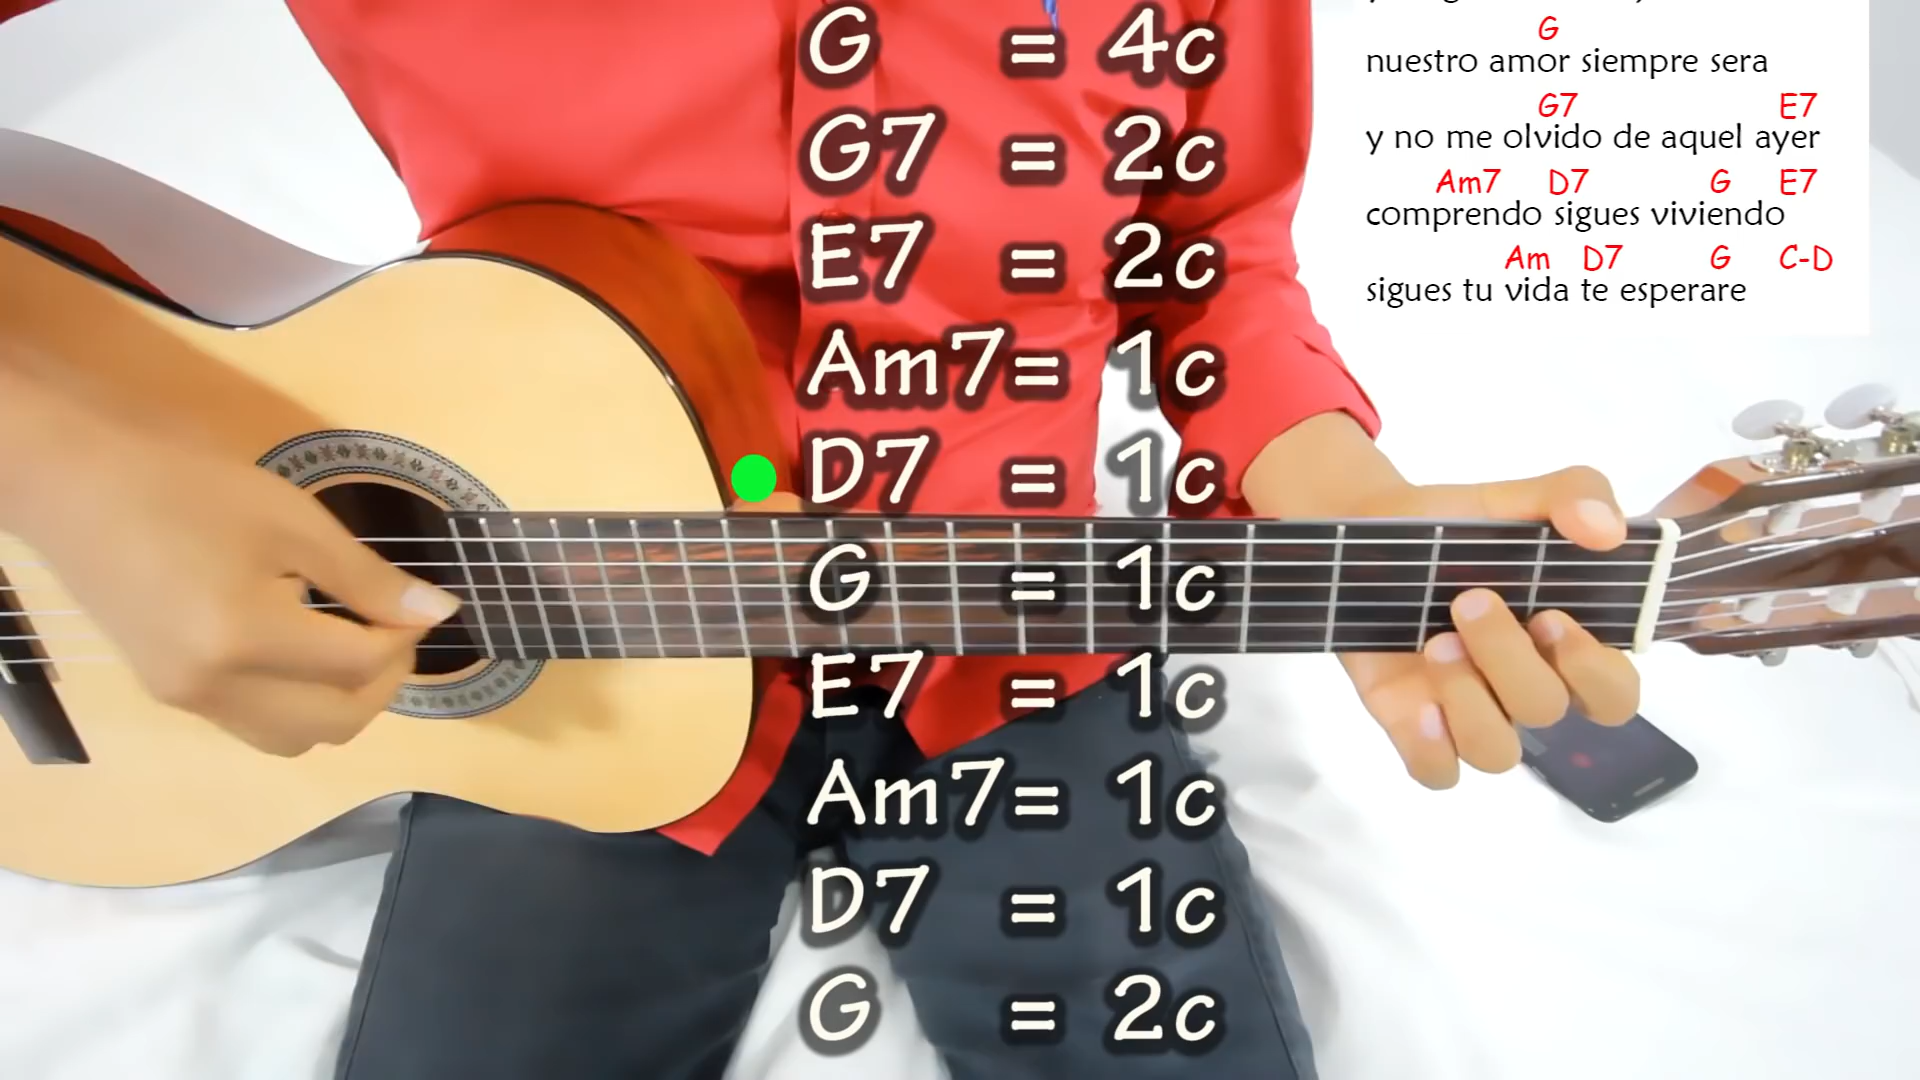 G = 4c
G7 = 2c
E7 = 2c
Am7= 1c
D7 = 1c
G = 1c
E7 = 1c
Am7= 1c
D7 = 1c
G = 2c
G
nuestro amor siempre sera
G7 E7
y no me olvido de aquel ayer
Am7 D7 G E7
comprendo sigues viviendo
Am D7 G C-D
sigues tu vida te esperare